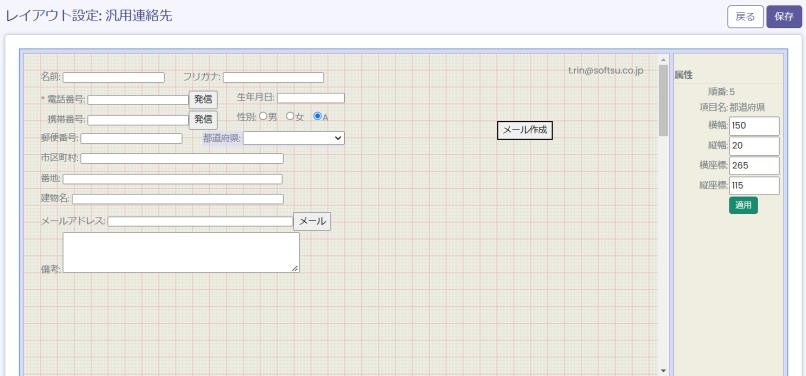 レイアウト設定: 汎用連絡先
戻る 保存
t.rin@softsu.co.jp
名前: フリガナ:
* 電話番号: 発信 生年月日:
携帯番号: 発信 性別: 男 女 A
郵便番号: 都道府県:
メール作成
市区町村:
番地:
建物名:
メールアドレス: メール
備考:
属性
順番: 5
項目名: 都道府県
横幅: 150
縦幅: 20
横座標: 265
縦座標: 115
適用